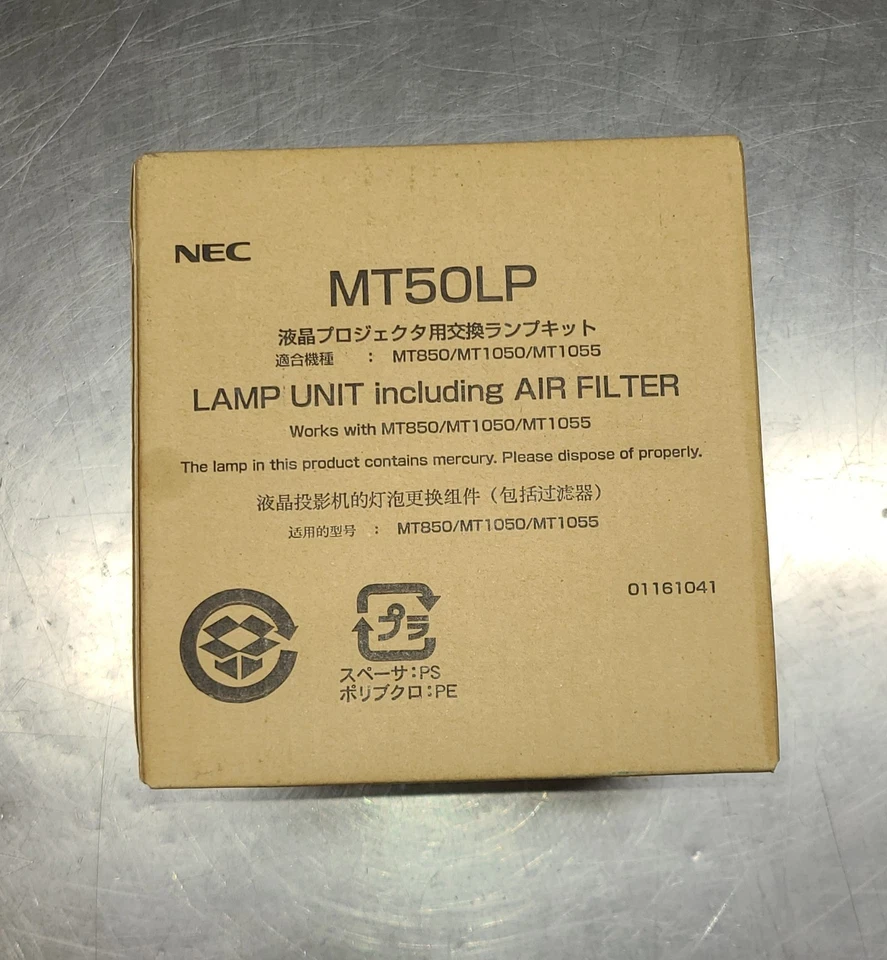 NEC
MT50LP
液晶プロジェクタ用交換ランプキット
適合機種 : MT850/MT1050/MT1055
LAMP UNIT including AIR FILTER
Works with MT850/MT1050/MT1055
The lamp in this product contains mercury. Please dispose of properly.
液晶投影机的灯泡更换组件（包括过滤器）
适用的型号 : MT850/MT1050/MT1055
01161041
プラ
スペーサ:PS
ポリブクロ:PE